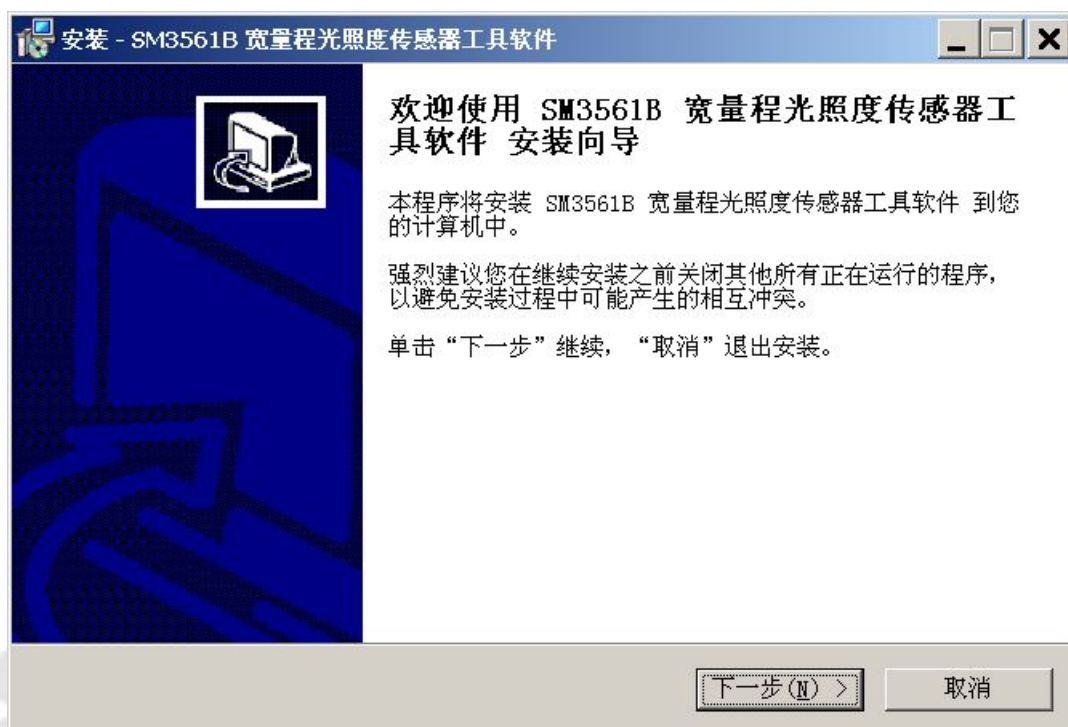 安装 - SM3561B 宽量程光照度传感器工具软件
欢迎使用 SM3561B 宽量程光照度传感器工
具软件 安装向导
本程序将安装 SM3561B 宽量程光照度传感器工具软件 到您
的计算机中。
强烈建议您在继续安装之前关闭其他所有正在运行的程序，
以避免安装过程中可能产生的相互冲突。
单击“下一步”继续，“取消”退出安装。
下一步(N) >
取消